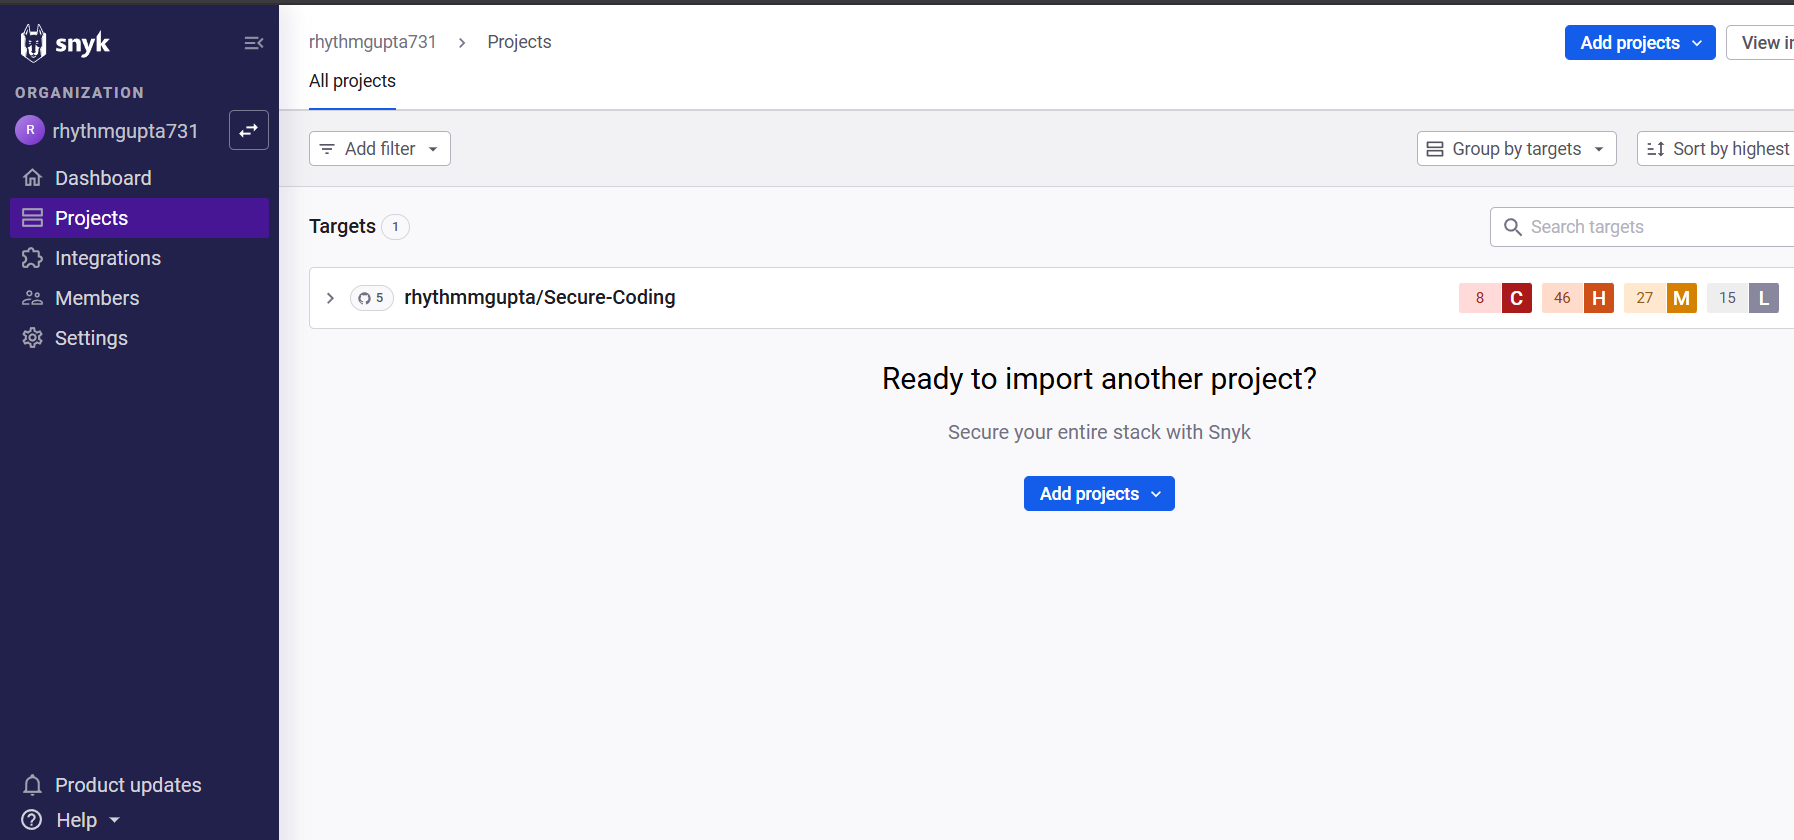 snyk
ORGANIZATION
R rhythmgupta731
Dashboard
Projects
Integrations
Members
Settings
Product updates
Help
rhythmgupta731 > Projects
Add projects
View in
All projects
Add filter
Group by targets
Sort by highest
Targets 1
Search targets
5 rhythmmgupta/Secure-Coding 8 C 46 H 27 M 15 L
Ready to import another project?
Secure your entire stack with Snyk
Add projects